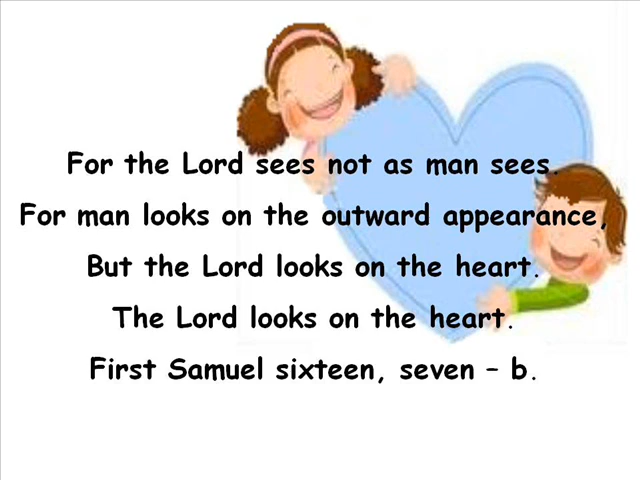 For the Lord sees not as man sees.
For man looks on the outward appearance,
But the Lord looks on the heart.
The Lord looks on the heart.
First Samuel sixteen, seven – b.